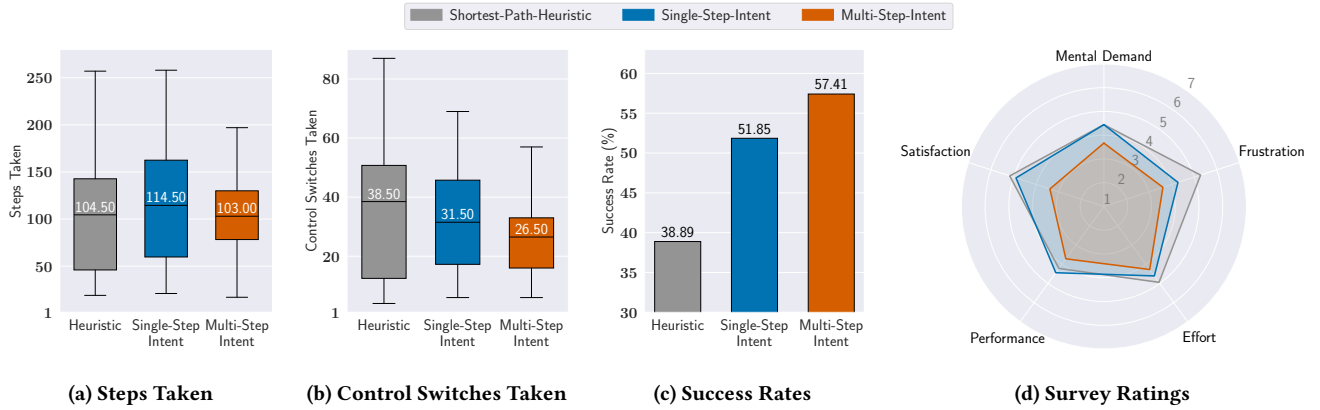 Shortest-Path-Heuristic Single-Step-Intent Multi-Step-Intent
Steps Taken
250
200
150
100
50
1
104.50
114.50
103.00
Heuristic Single-Step Intent Multi-Step Intent
(a) Steps Taken
Control Switches Taken
80
60
40
20
1
38.50
31.50
26.50
Heuristic Single-Step Intent Multi-Step Intent
(b) Control Switches Taken
Success Rate (%)
60
55
50
45
40
35
30
38.89
51.85
57.41
Heuristic Single-Step Intent Multi-Step Intent
(c) Success Rates
Mental Demand
Satisfaction
Frustration
Performance
Effort
7
6
5
4
3
2
1
(d) Survey Ratings